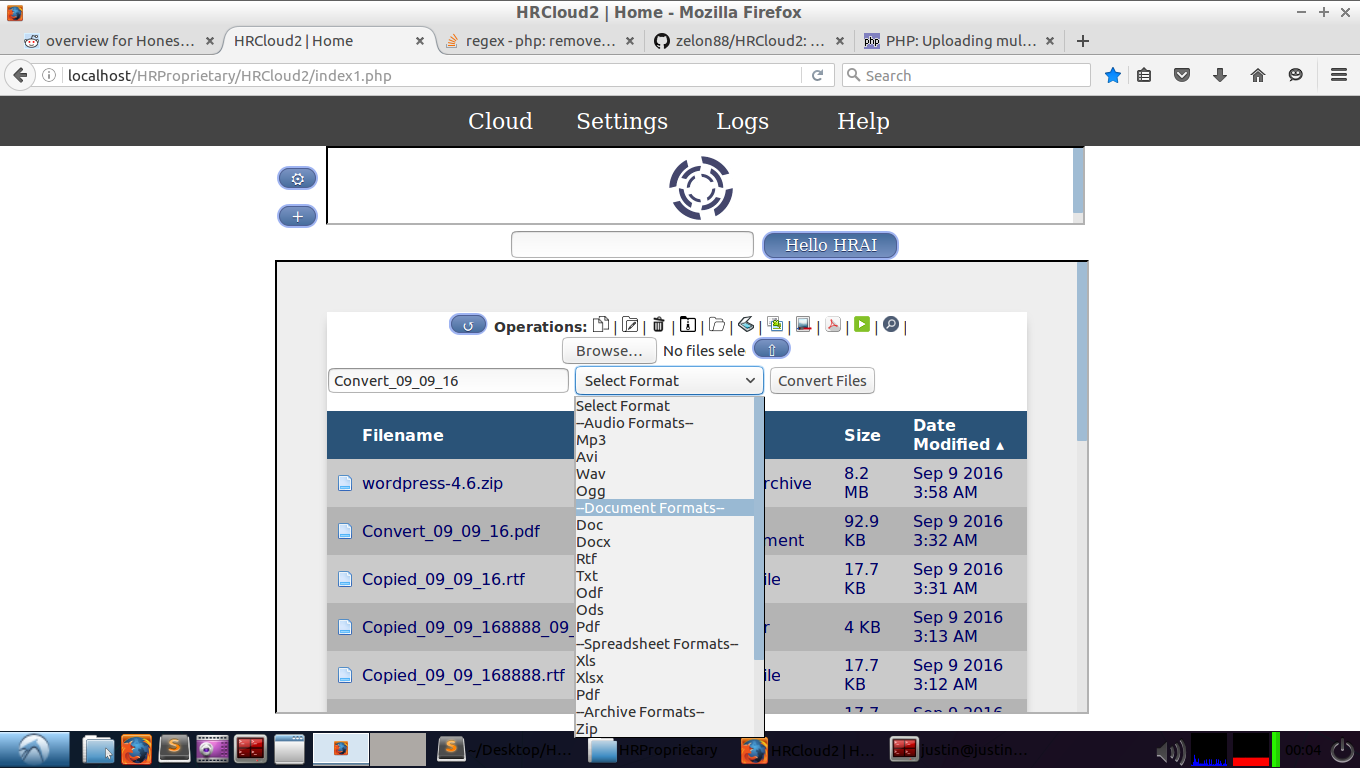 HRCloud2 | Home - Mozilla Firefox
overview for Hones...
HRCloud2 | Home
regex - php: remove...
zelon88/HRCloud2: ...
php
PHP: Uploading mul...
localhost/HRProprietary/HRCloud2/index1.php
Search
Cloud
Settings
Logs
Help
Hello HRAI
Operations: | | | | | | | | | | |
Browse...
No files sele
Convert_09_09_16
Select Format
Convert Files
Select Format
--Audio Formats--
Mp3
Avi
Wav
Ogg
--Document Formats--
Doc
Docx
Rtf
Txt
Odf
Ods
Pdf
--Spreadsheet Formats--
Xls
Xlsx
Pdf
--Archive Formats--
Zip
Filename
Size
Date
Modified ▲
wordpress-4.6.zip
rchive
8.2
MB
Sep 9 2016
3:58 AM
Convert_09_09_16.pdf
ment
92.9
KB
Sep 9 2016
3:32 AM
Copied_09_09_16.rtf
ile
17.7
KB
Sep 9 2016
3:31 AM
Copied_09_09_168888_09_
r
4 KB
Sep 9 2016
3:13 AM
Copied_09_09_168888.rtf
ile
17.7
KB
Sep 9 2016
3:12 AM
17.7
Sep 9 2016
~/Desktop/H...
HRProprietary
HRCloud2 | H...
justin@justin...
00:04